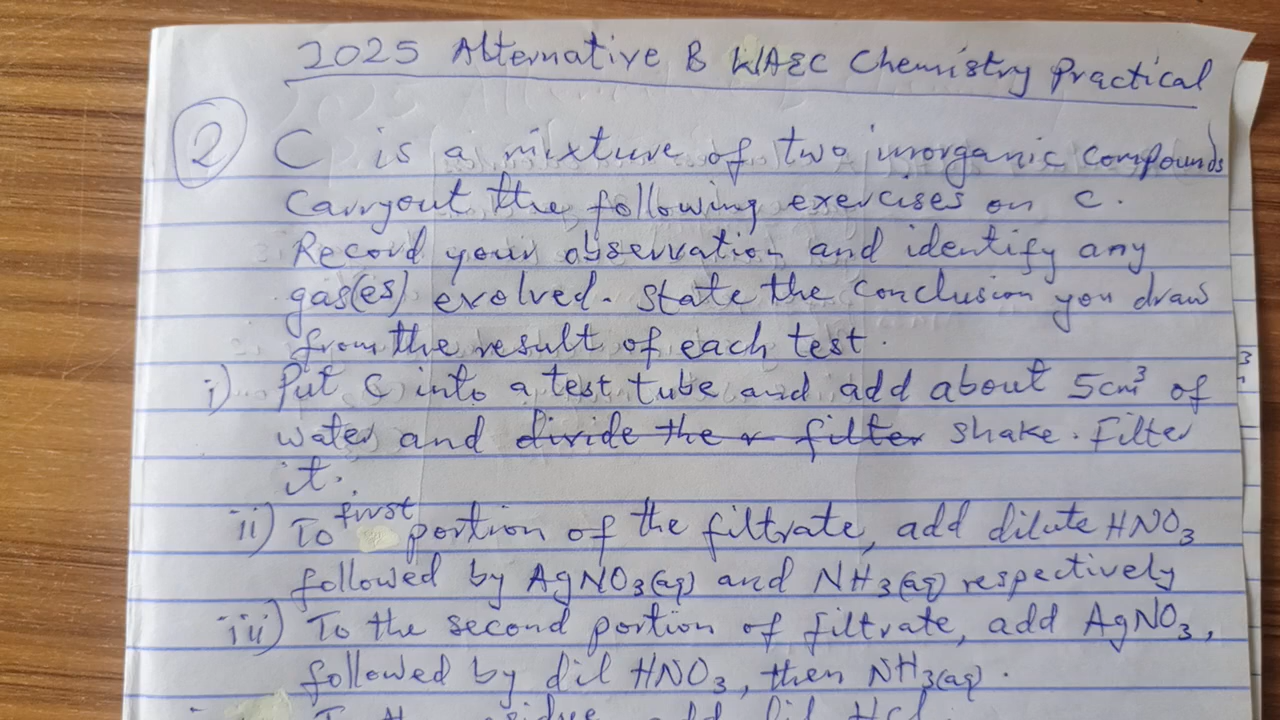 2025 Alternative B WAEC Chemistry Practical
2 C is a mixture of two inorganic compounds
Carryout the following exercises on C.
Record your observation and identify any
gas(es) evolved. State the conclusion you draw
from the result of each test.
i) Put C into a test tube and add about 5cm³ of
water and divide the r filter shake. Filter
it.
ii) To first portion of the filtrate, add dilute HNO₃
followed by AgNO₃(aq) and NH₃(aq) respectively
iii) To the second portion of filtrate, add AgNO₃,
followed by dil HNO₃, then NH₃(aq).
3